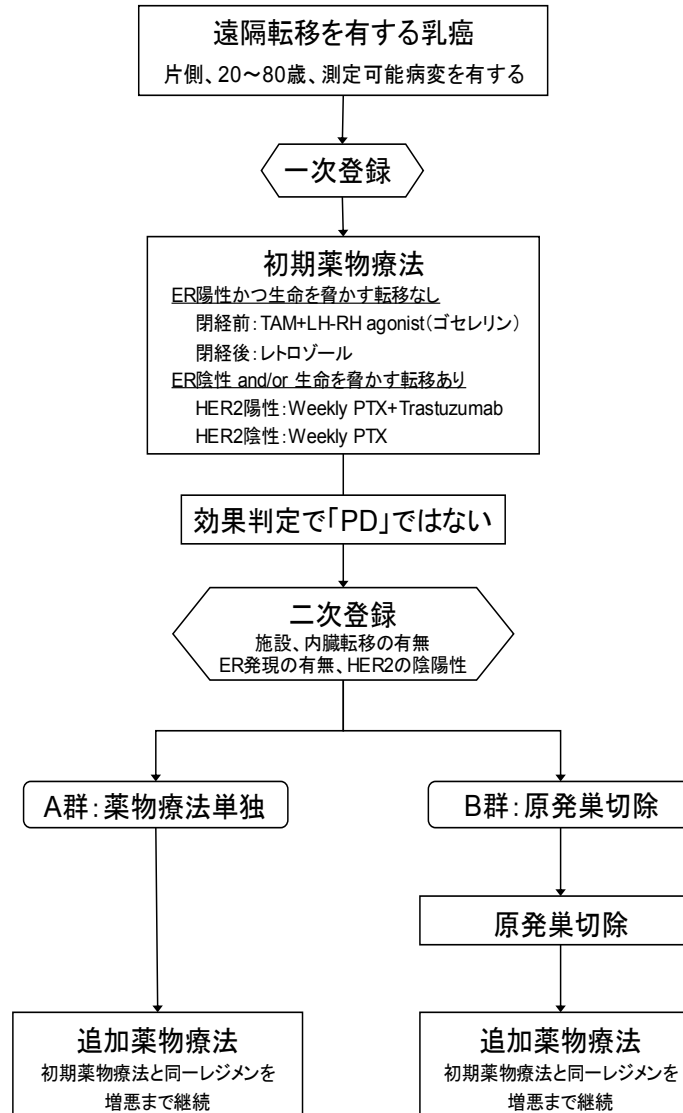 遠隔転移を有する乳癌
片側、20～80歳、測定可能病変を有する
一次登録
初期薬物療法
ER陽性かつ生命を脅かす転移なし
閉経前：TAM+LH-RH agonist（ゴセレリン）
閉経後：レトロゾール
ER陰性 and/or 生命を脅かす転移あり
HER2陽性：Weekly PTX+Trastuzumab
HER2陰性：Weekly PTX
効果判定で「PD」ではない
二次登録
施設、内臓転移の有無
ER発現の有無、HER2の陰陽性
A群：薬物療法単独
B群：原発巣切除
原発巣切除
追加薬物療法
初期薬物療法と同一レジメンを
増悪まで継続
追加薬物療法
初期薬物療法と同一レジメンを
増悪まで継続